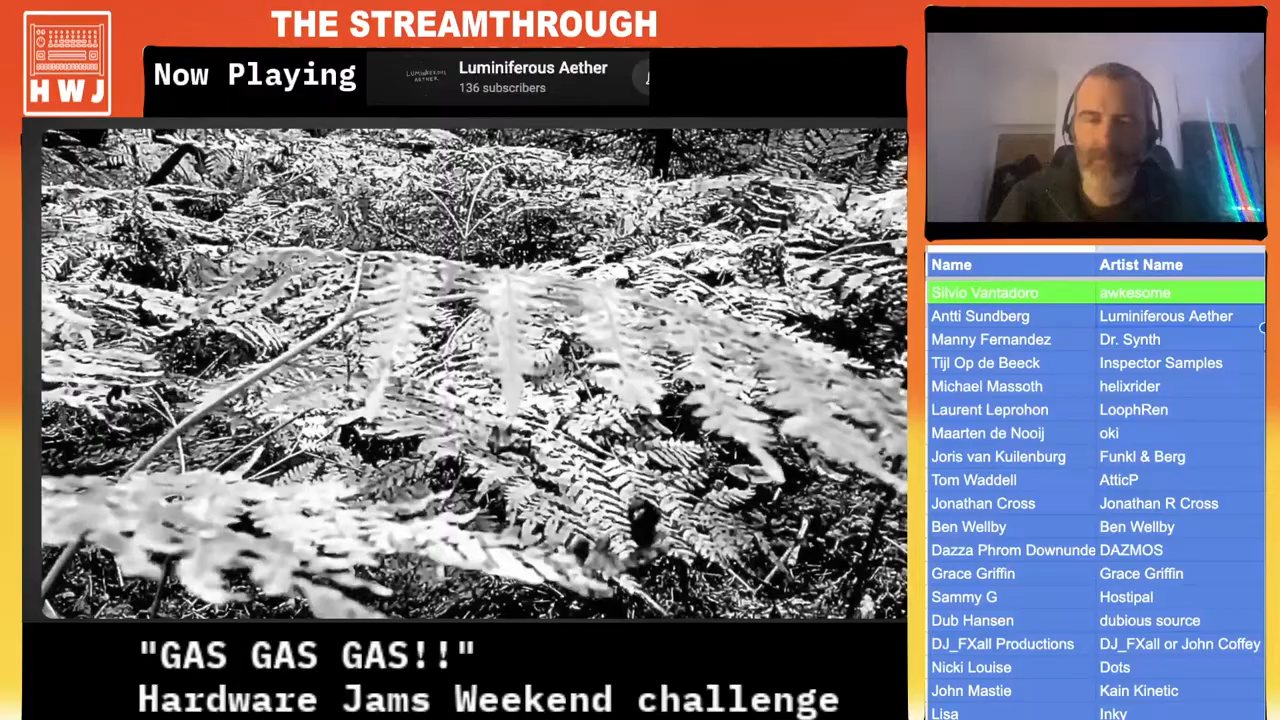 THE STREAMTHROUGH
HWJ
Now Playing
LUMINIFEROUS
AETHER
Luminiferous Aether
136 subscribers
Name Artist Name
Silvio Vantadoro awkesome
Antti Sundberg Luminiferous Aether
Manny Fernandez Dr. Synth
Tijl Op de Beeck Inspector Samples
Michael Massoth helixrider
Laurent Leprohon LoophRen
Maarten de Nooij oki
Joris van Kuilenburg Funkl & Berg
Tom Waddell AtticP
Jonathan Cross Jonathan R Cross
Ben Wellby Ben Wellby
Dazza Phrom Downunde DAZMOS
Grace Griffin Grace Griffin
Sammy G Hostipal
Dub Hansen dubious source
DJ_FXall Productions DJ_FXall or John Coffey
Nicki Louise Dots
John Mastie Kain Kinetic
Lisa Inky
"GAS GAS GAS!!"
Hardware Jams Weekend challenge